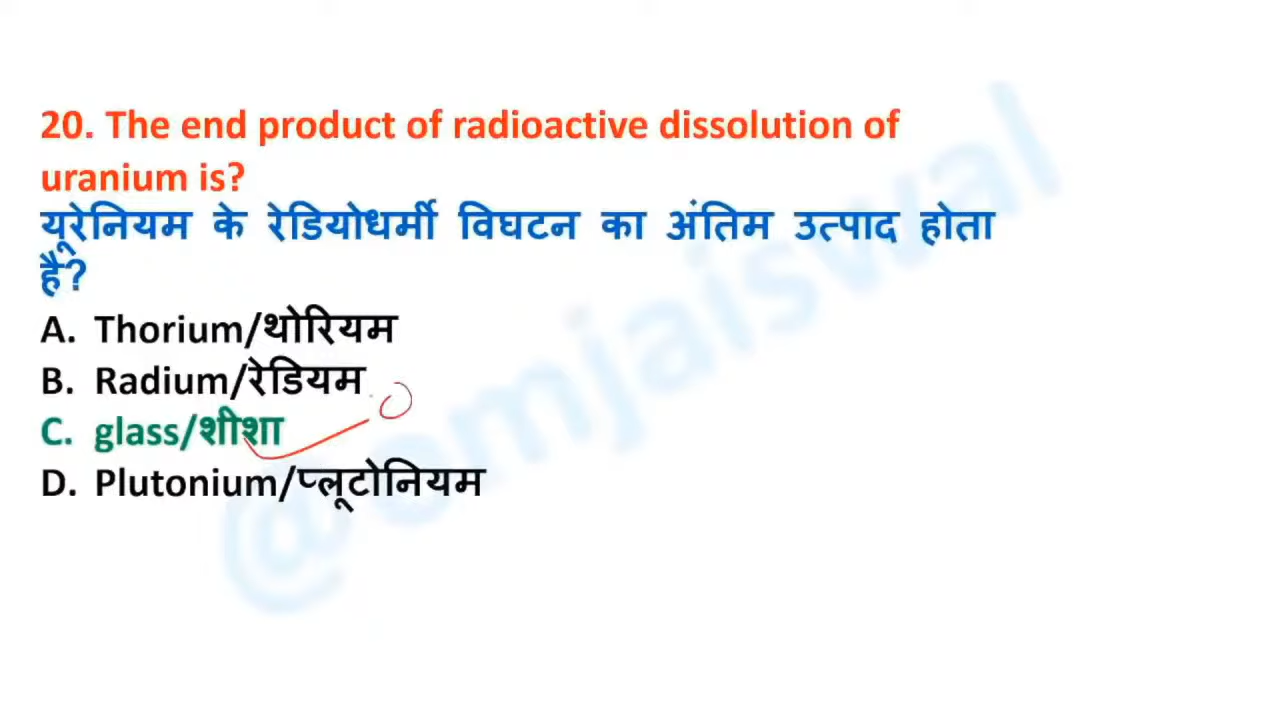 20. The end product of radioactive dissolution of
uranium is?
यूरेनियम के रेडियोधर्मी विघटन का अंतिम उत्पाद होता
है?
A. Thorium/थोरियम
B. Radium/रेडियम
C. glass/शीशा
D. Plutonium/प्लूटोनियम
@omjaiswal